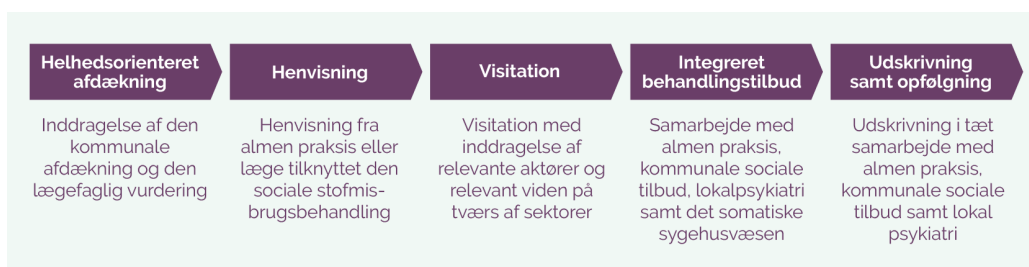 Helhedsorienteret
afdækning
Henvisning
Visitation
Integreret
behandlingstilbud
Udskrivning
samt opfølgning
Inddragelse af den
kommunale
afdækning og den
lægefaglig vurdering
Henvisning fra
almen praksis eller
læge tilknyttet den
sociale stofmis-
brugsbehandling
Visitation med
inddragelse af
relevante aktører og
relevant viden på
tværs af sektorer
Samarbejde med
almen praksis,
kommunale sociale
tilbud, lokalpsykiatri
samt det somatiske
sygehusvæsen
Udskrivning i tæt
samarbejde med
almen praksis,
kommunale sociale
tilbud samt lokal
psykiatri